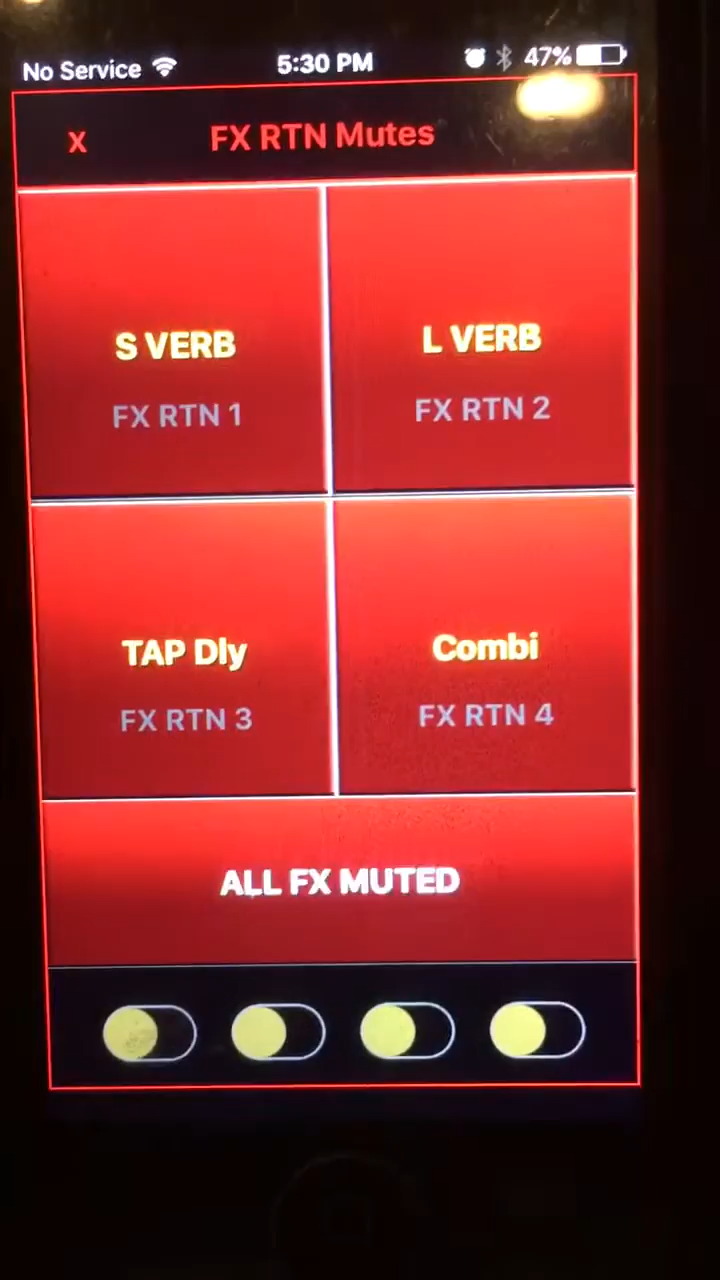 No Service 5:30 PM 47%
X FX RTN Mutes
S VERB
FX RTN 1
L VERB
FX RTN 2
TAP Dly
FX RTN 3
Combi
FX RTN 4
ALL FX MUTED